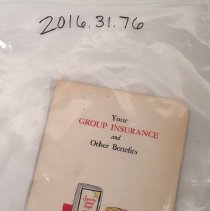 2016.31.76
Your
GROUP INSURANCE
and
Other Benefits